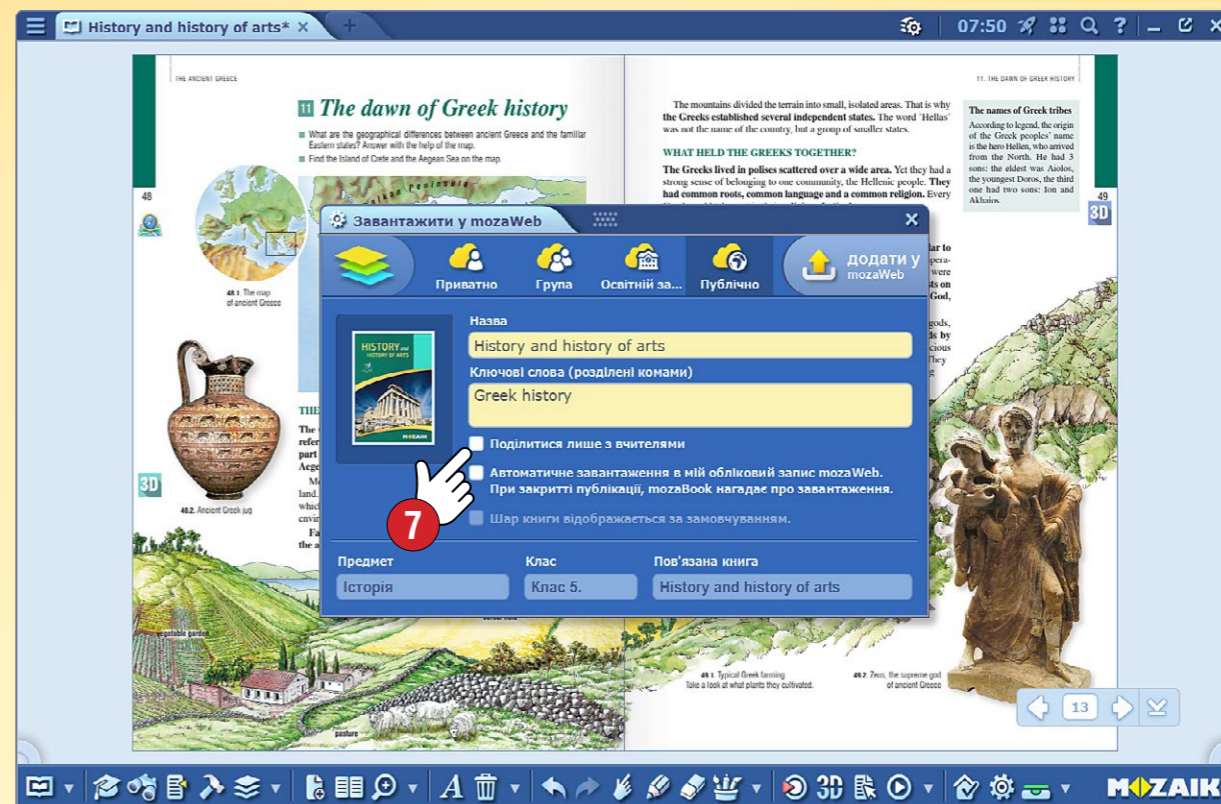 History and history of arts*
07:50
THE ANCIENT GREECE
11 The dawn of Greek history
What are the geographical differences between ancient Greece and the familiar
Eastern states? Answer with the help of the map.
Find the Island of Crete and the Aegean Sea on the map.
48
48.1. The map
of ancient Greece
48.2. Ancient Greek jug
3D
vegetable garden
pasture
11. THE DAWN OF GREEK HISTORY
The mountains divided the terrain into small, isolated areas. That is why
the Greeks established several independent states. The word 'Hellas'
was not the name of the country, but a group of smaller states.
WHAT HELD THE GREEKS TOGETHER?
The Greeks lived in polises scattered over a wide area. Yet they had a
strong sense of belonging to one community, the Hellenic people. They
had common roots, common language and a common religion. Every
The names of Greek tribes
According to legend, the origin
of the Greek peoples' name
is the hero Hellen, who arrived
from the North. He had 3
sons: the eldest was Aiolos,
the youngest Doros, the third
one had two sons: Ion and
Akhaios.
49
3D
Завантажити у mozaWeb
Приватно
Група
Освітній за...
Публічно
додати у
mozaWeb
HISTORY and
HISTORY OF ARTS
MOZAIK
Назва
History and history of arts
Ключові слова (розділені комами)
Greek history
Поділитися лише з вчителями
Автоматичне завантаження в мій обліковий запис mozaWeb.
При закритті публікації, mozaBook нагадає про завантаження.
Шар книги відображається за замовчуванням.
7
Предмет
Клас
Пов'язана книга
Історія
Клас 5.
History and history of arts
49.1. Typical Greek farming
Take a look at what plants they cultivated.
49.2. Zeus, the supreme god
of ancient Greece
13
3D
MOZAIK